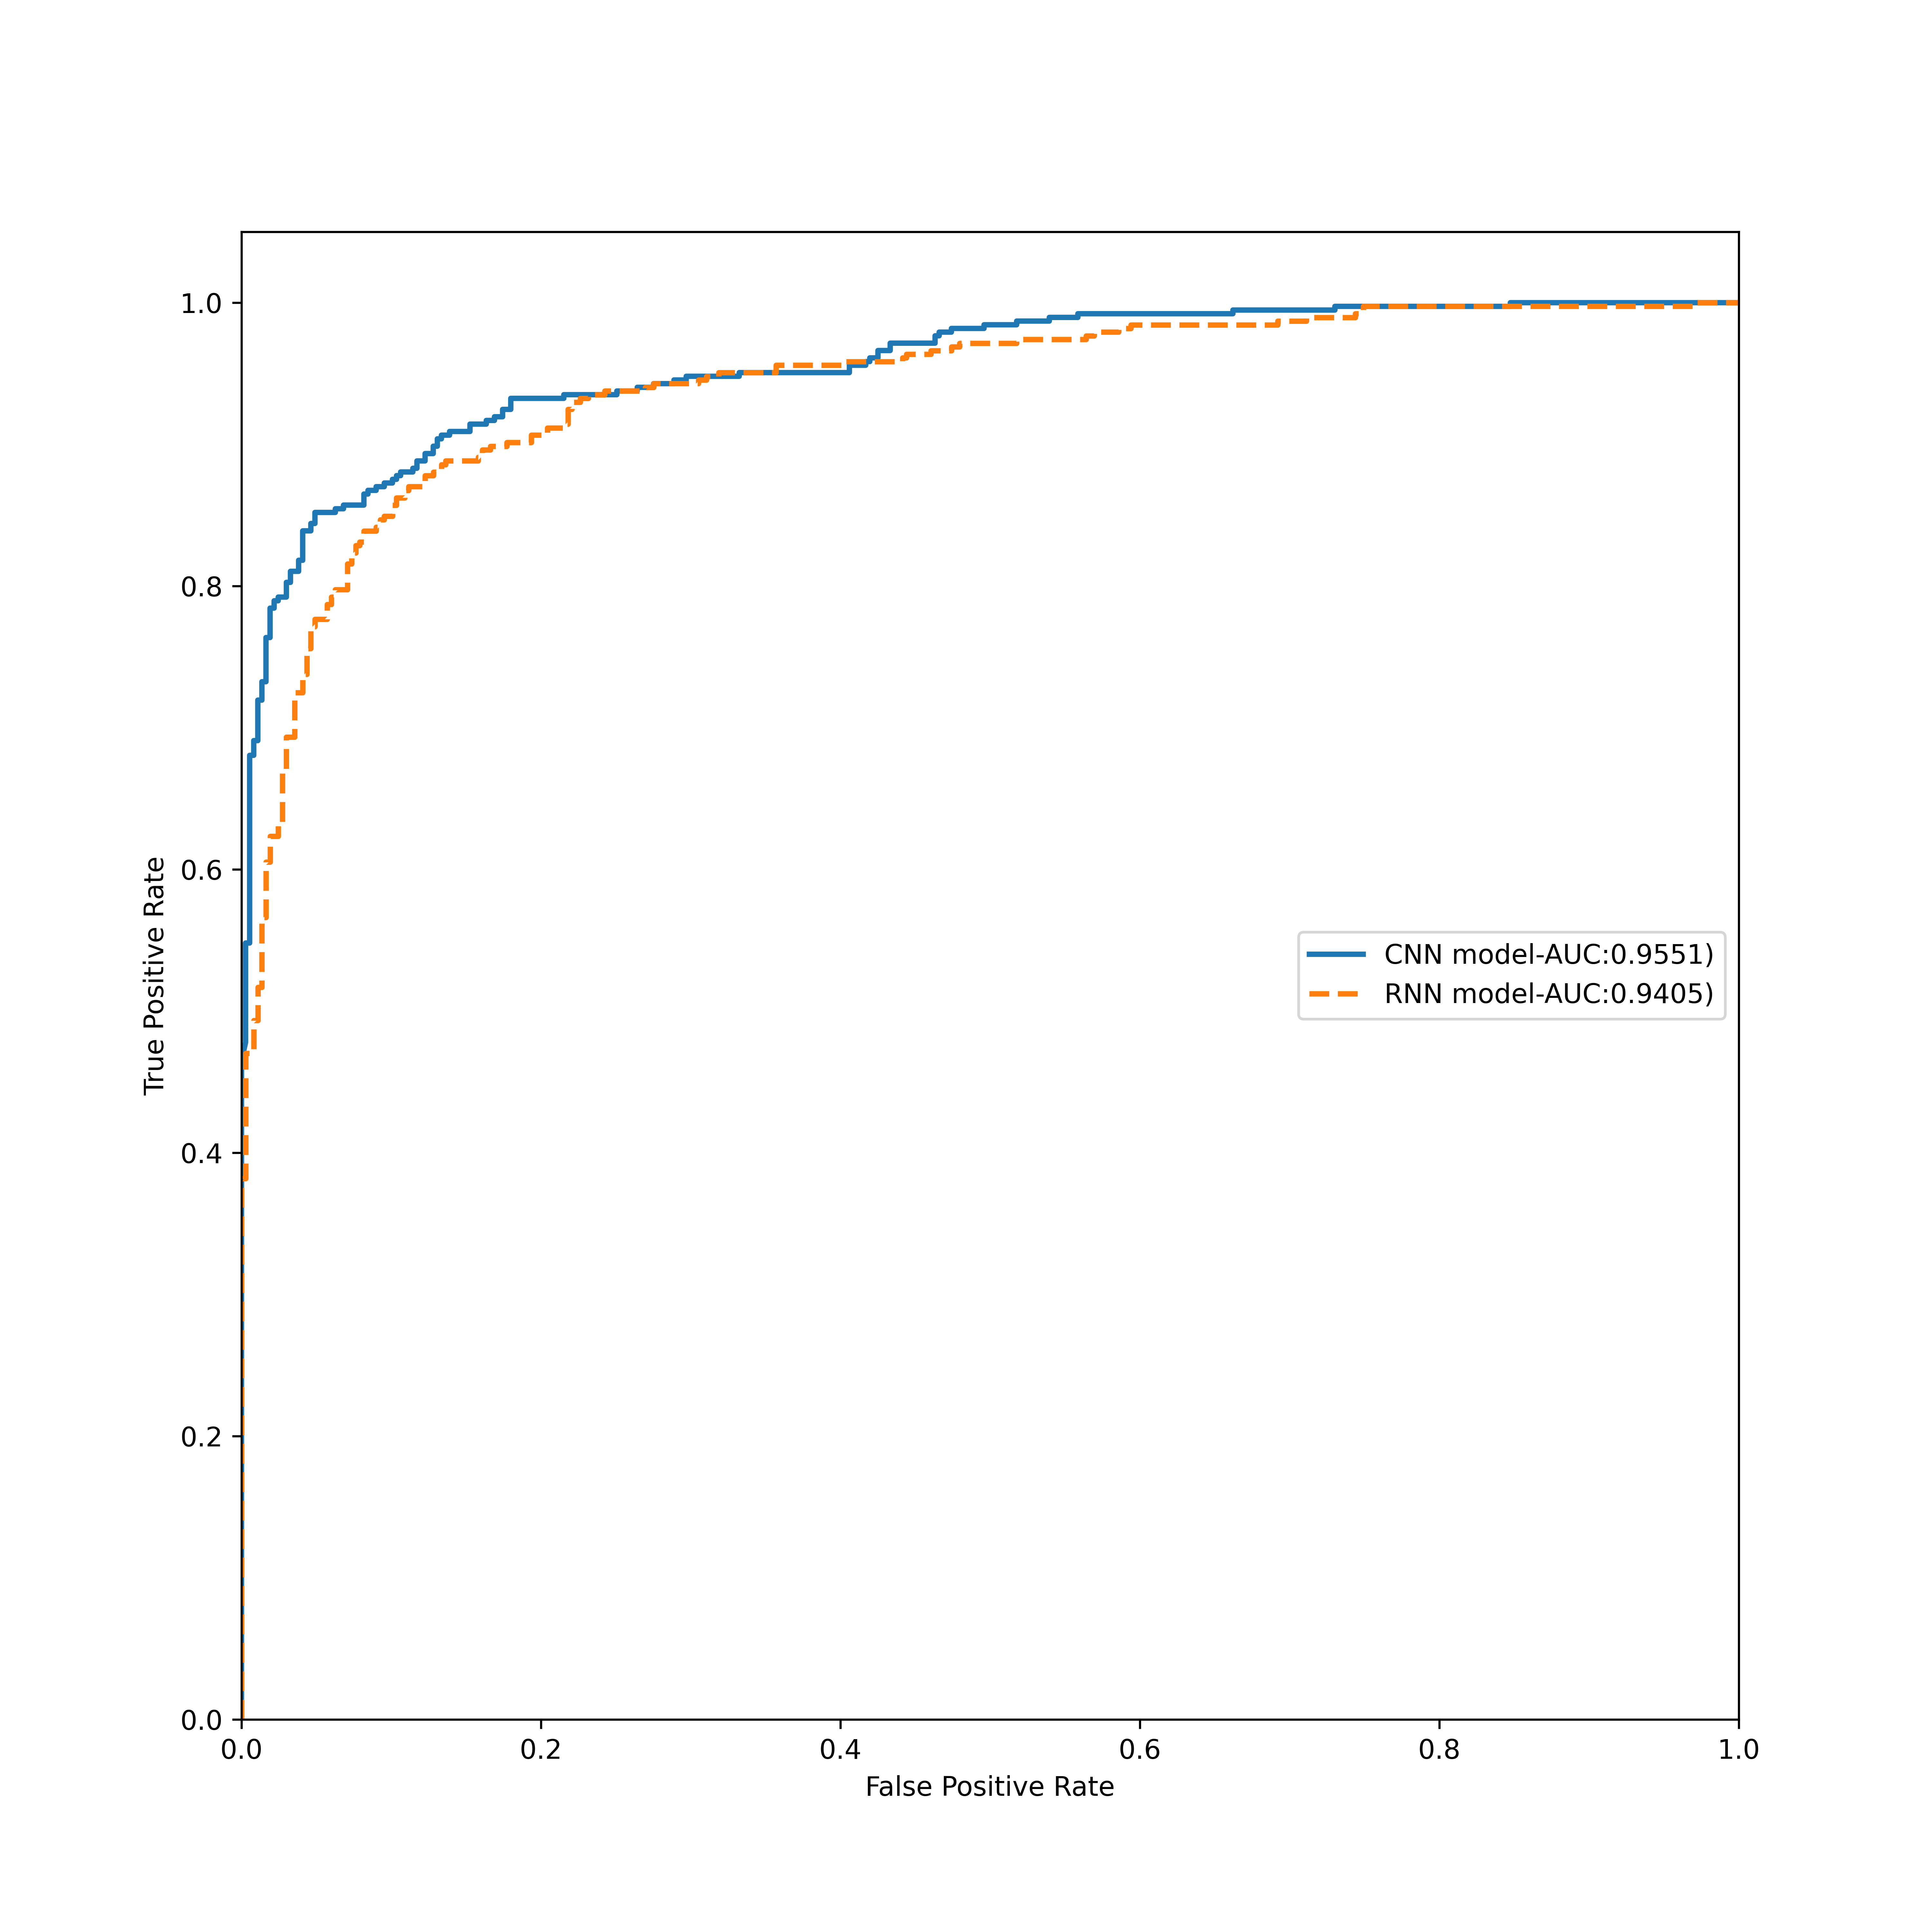 1.0
0.8
0.6
0.4
0.2
0.0
True Positive Rate
CNN model-AUC:0.9551)
RNN model-AUC:0.9405)
0.0 0.2 0.4 0.6 0.8 1.0
False Positive Rate